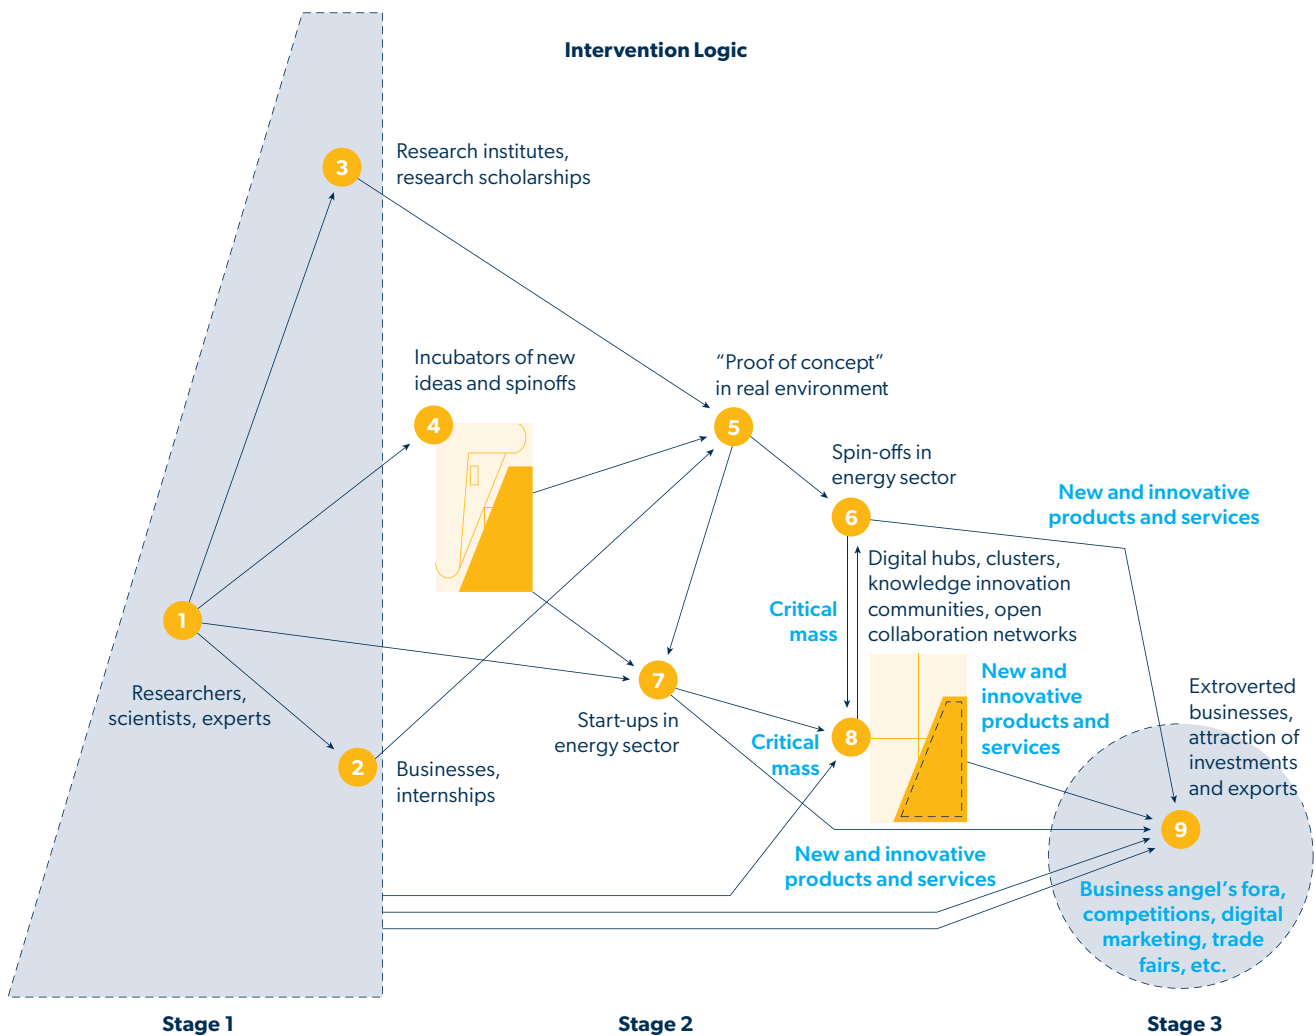 Intervention Logic
3
Research institutes,
research scholarships
Incubators of new
ideas and spinoffs
4
“Proof of concept”
in real environment
5
Spin-offs in
energy sector
6
New and innovative
products and services
Digital hubs, clusters,
knowledge innovation
communities, open
collaboration networks
Critical
mass
1
Researchers,
scientists, experts
7
Start-ups in
energy sector
2
Businesses,
internships
Critical
mass
8
New and
innovative
products and
services
Extroverted
businesses,
attraction of
investments
and exports
9
New and innovative
products and services
Business angel’s fora,
competitions, digital
marketing, trade
fairs, etc.
Stage 1
Stage 2
Stage 3